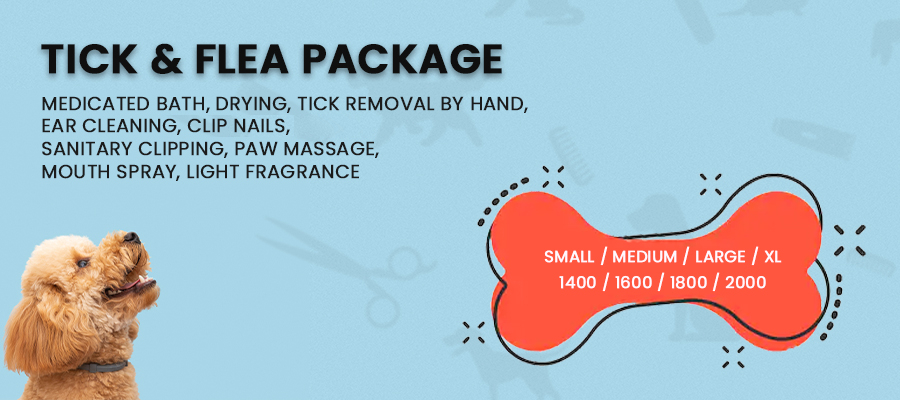 TICK & FLEA PACKAGE
MEDICATED BATH, DRYING, TICK REMOVAL BY HAND,
EAR CLEANING, CLIP NAILS,
SANITARY CLIPPING, PAW MASSAGE,
MOUTH SPRAY, LIGHT FRAGRANCE
SMALL / MEDIUM / LARGE / XL
1400 / 1600 / 1800 / 2000